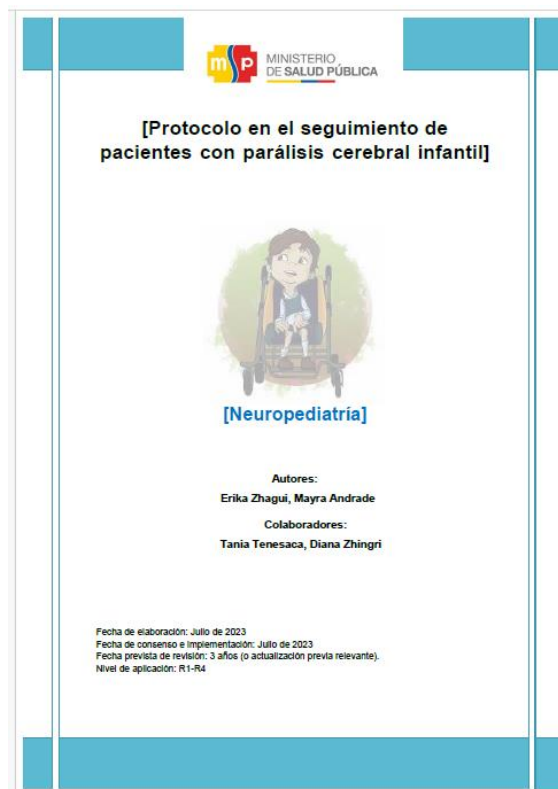 msp
MINISTERIO
DE SALUD PÚBLICA
[Protocolo en el seguimiento de
pacientes con parálisis cerebral infantil]
[Neuropediatría]
Autores:
Erika Zhagui, Mayra Andrade
Colaboradores:
Tania Tenesaca, Diana Zhingri
Fecha de elaboración: Julio de 2023
Fecha de consenso e implementación: Julio de 2023
Fecha prevista de revisión: 3 años (o actualización previa relevante).
Nivel de aplicación: R1-R4